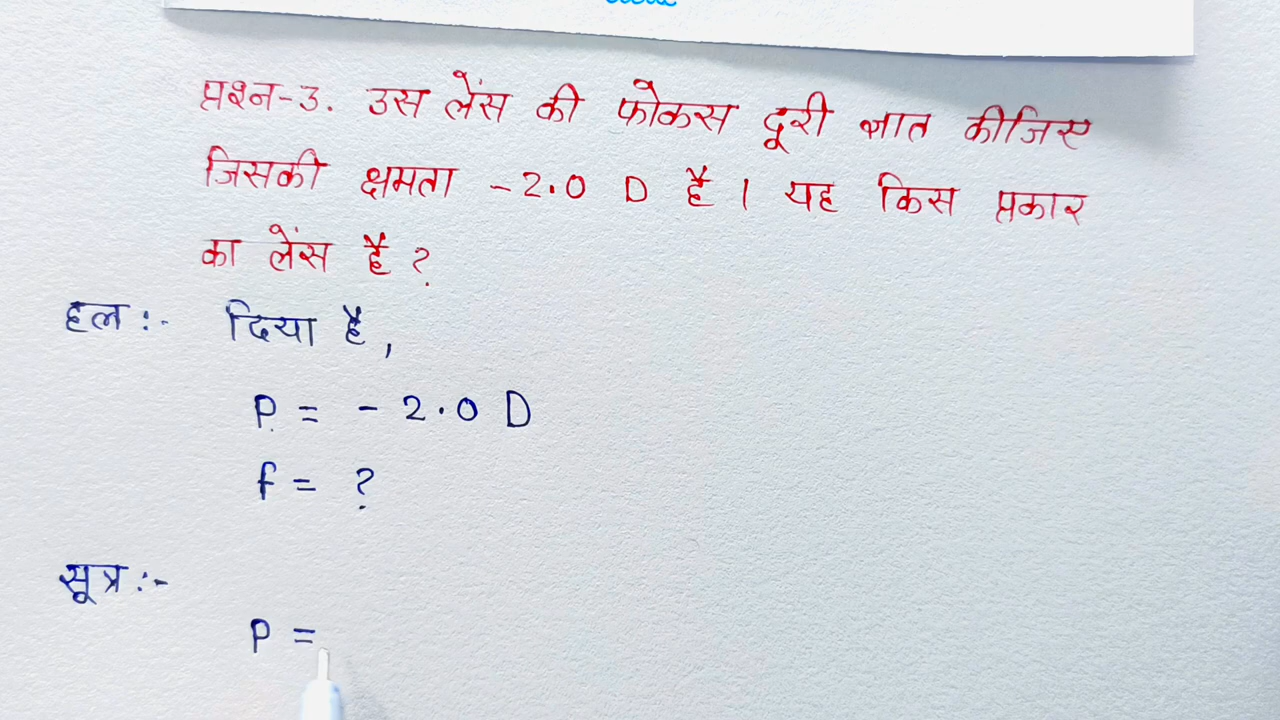 प्रश्न-3. उस लेंस की फोकस दूरी ज्ञात कीजिए
जिसकी क्षमता -2.0 D है । यह किस प्रकार
का लेंस है ?
हल :- दिया है,
P = - 2.0 D
f = ?
सूत्र :-
P =